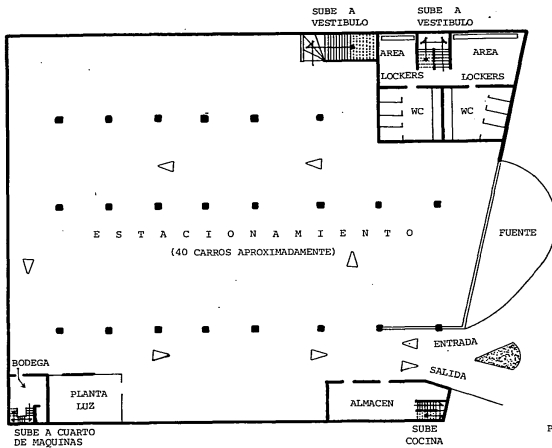 SUBE A
VESTIBULO
SUBE A
VESTIBULO
AREA
LOCKERS
AREA
LOCKERS
WC
WC
ESTACIONAMIENTO
(40 CARROS APROXIMADAMENTE)
FUENTE
ENTRADA
SALIDA
BODEGA
PLANTA
LUZ
ALMACEN
SUBE A CUARTO
DE MAQUINAS
SUBE
COCINA
P